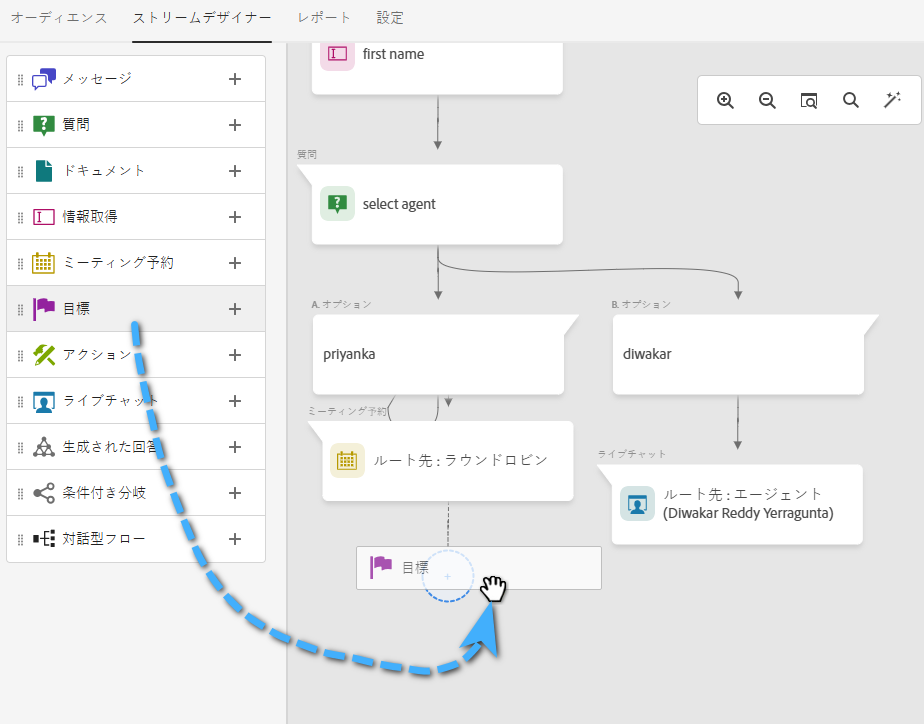 オーディエンス ストリームデザイナー レポート 設定
メッセージ
質問
ドキュメント
情報取得
ミーティング予約
目標
アクション
ライブチャット
生成された回答
条件付き分岐
対話型フロー
first name
質問
select agent
A. オプション
priyanka
B. オプション
diwakar
ミーティング予約
ルート先 : ラウンドロビン
ライブチャット
ルート先 : エージェント
(Diwakar Reddy Yerragunta)
目標